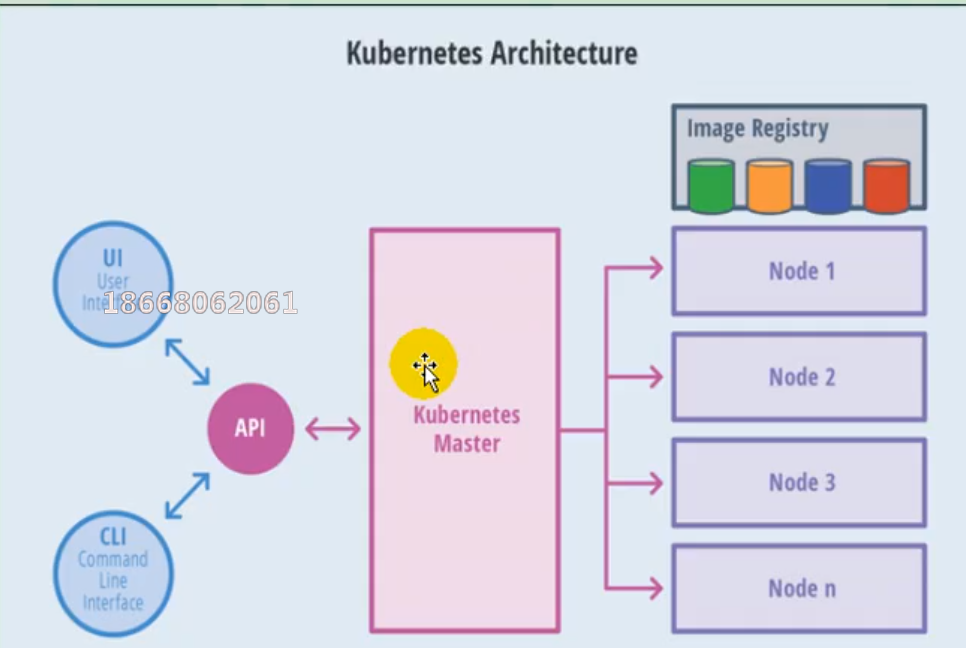 Kubernetes Architecture
Image Registry
UI
User
18668062061
Node 1
Node 2
Kubernetes
Master
API
Node 3
CLI
Command
Line
Interface
Node n